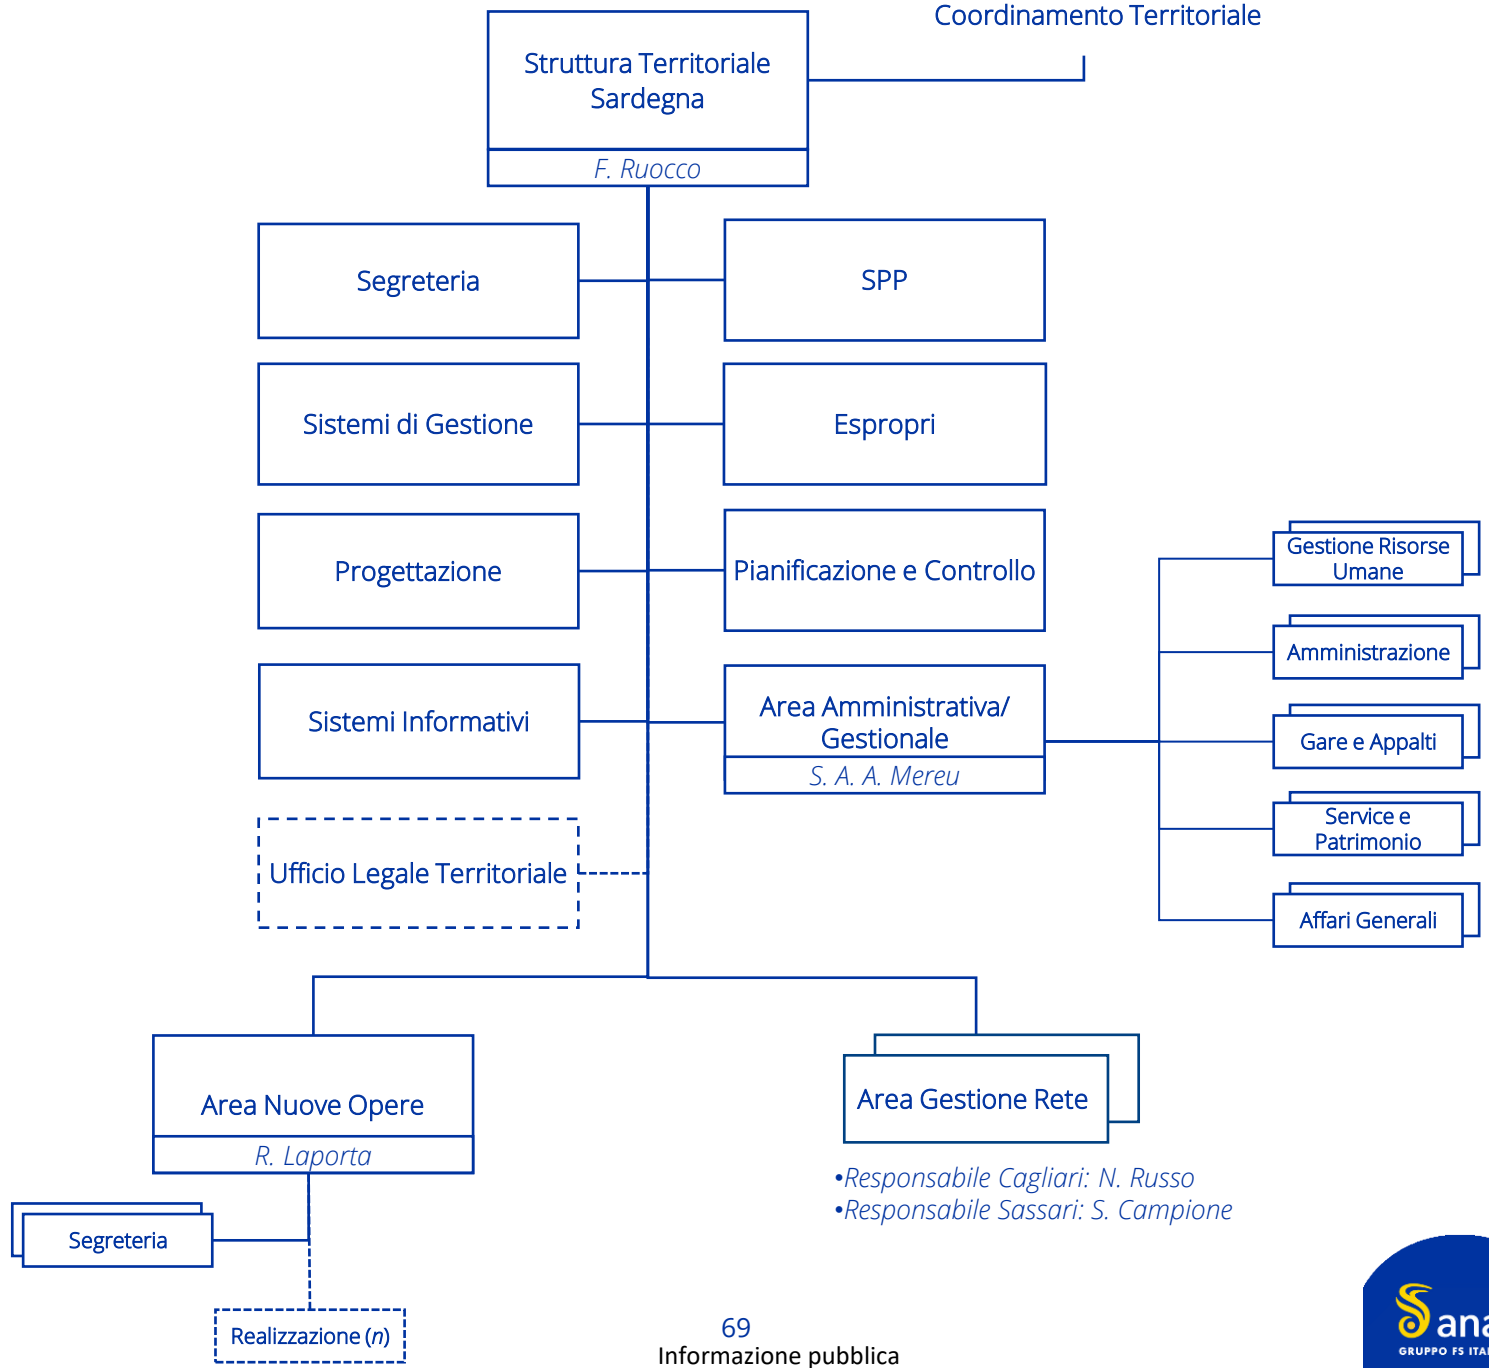 Coordinamento Territoriale
Struttura Territoriale
Sardegna
F. Ruocco
Segreteria
SPP
Sistemi di Gestione
Espropri
Progettazione
Pianificazione e Controllo
Sistemi Informativi
Area Amministrativa/
Gestionale
S. A. A. Mereu
Gestione Risorse
Umane
Amministrazione
Gare e Appalti
Service e
Patrimonio
Affari Generali
Ufficio Legale Territoriale
Area Nuove Opere
R. Laporta
Segreteria
Realizzazione (n)
Area Gestione Rete
•Responsabile Cagliari: N. Russo
•Responsabile Sassari: S. Campione
69
Informazione pubblica
GRUPPO FS